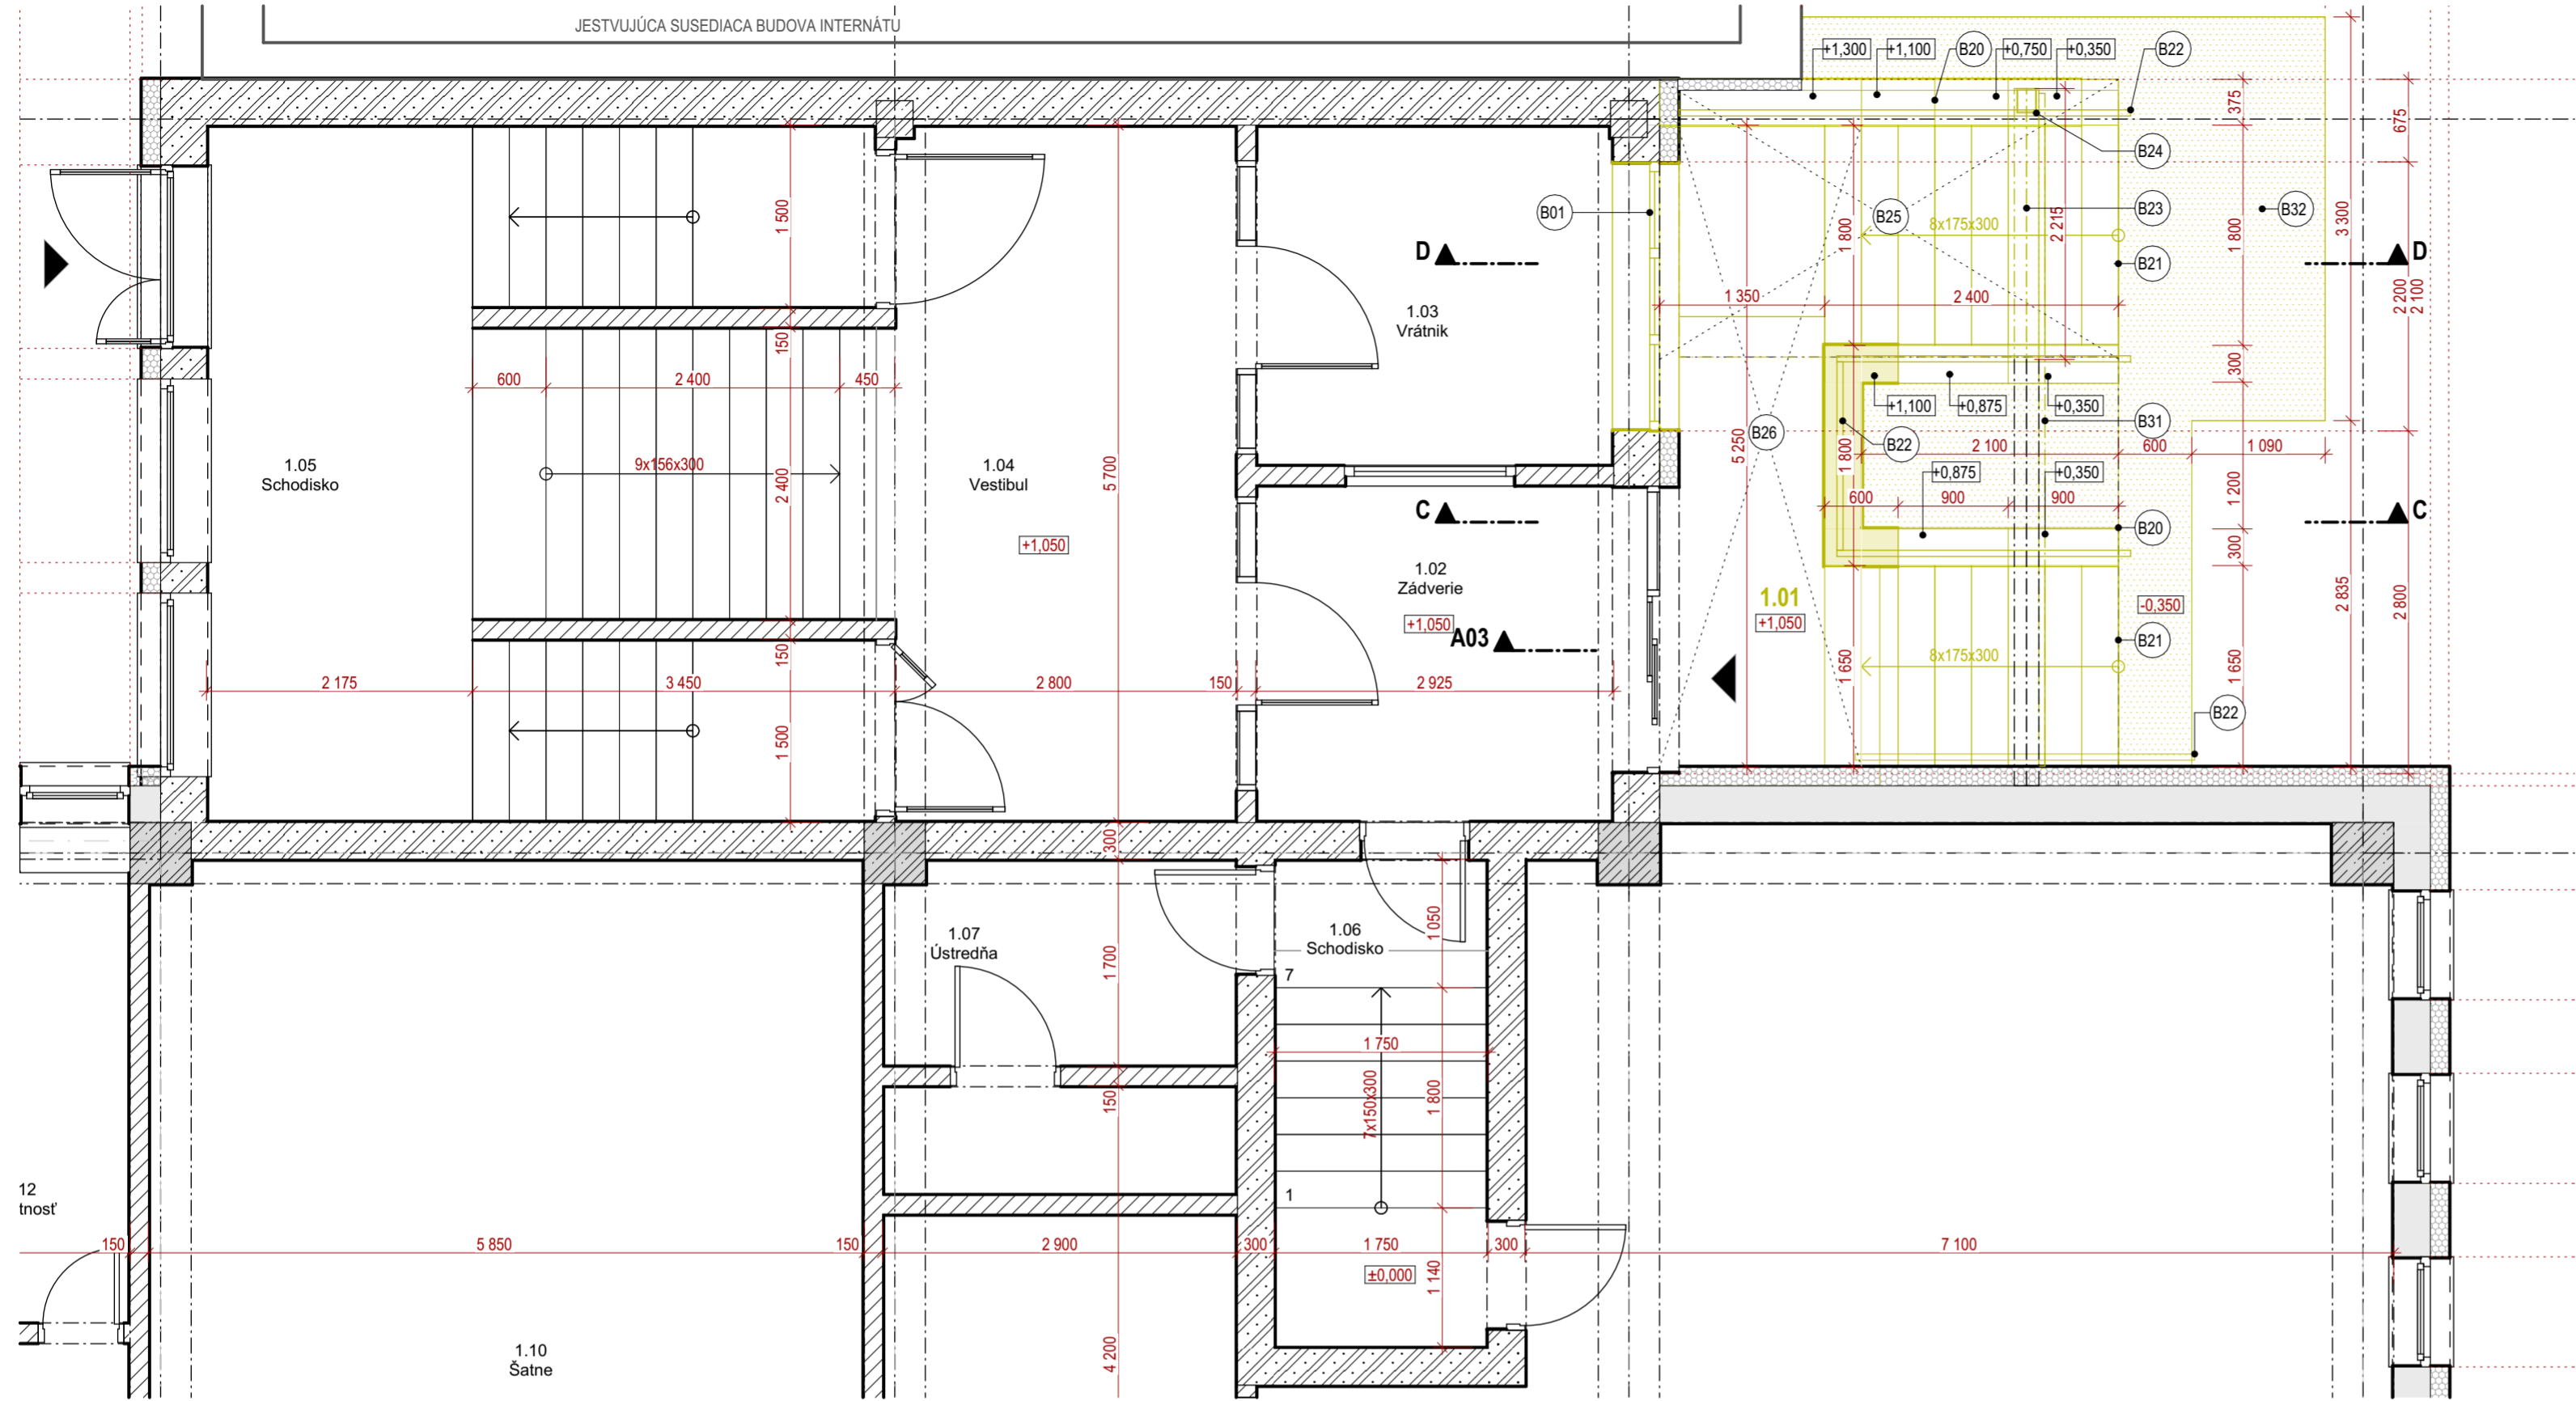 JESTVUJÚCA SUSEDIACA BUDOVA INTERNÁTU
+1,300
+1,100
B20
+0,750
+0,350
B22
375
675
B24
1 500
B01
B25
8x175x300
1 800
2 215
B23
1 800
B32
3 300
D
D
B21
2 200
2 100
1.03
Vrátnik
1 350
2 400
150
600
2 400
450
300
+1,100
+0,875
+0,350
B31
B26
B22
5 250
1 800
2 100
600
1 090
1.05
Schodisko
9x156x300
2 400
1.04
Vestibul
5 700
+0,875
+0,350
600
900
900
1 200
C
C
B20
+1,050
300
1.02
Zádverie
+1,050
A03
1.01
+1,050
-0,350
2 835
2 800
B21
150
1 650
8x175x300
1 650
2 175
3 450
2 800
150
2 925
B22
1 500
300
1.07
Ústredňa
1 700
1.06
Schodisko
1 050
7
1 750
7x150x300
1 800
150
12
tnosť
1
150
5 850
150
2 900
300
1 750
300
7 100
±0,000
1 140
1.10
Šatne
4 200